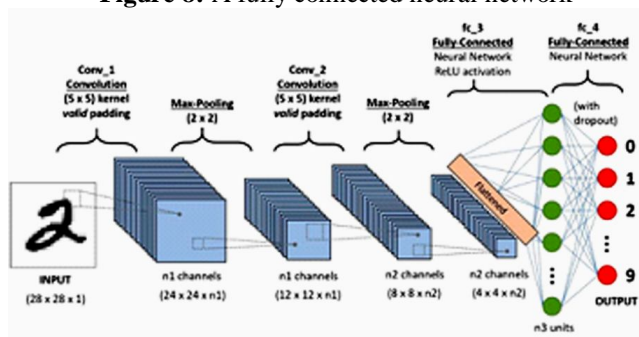 Figure 8: A fully connected neural network
fc_3
Fully-Connected
Neural Network
ReLU activation
fc_4
Fully-Connected
Neural Network
(with
dropout)
Conv_1
Convolution
(5 x 5) kernel
valid padding
Max-Pooling
(2 x 2)
Conv_2
Convolution
(5 x 5) kernel
valid padding
Max-Pooling
(2 x 2)
Flattened
0
1
2
⋮
9
2
INPUT
(28 x 28 x 1)
n1 channels
(24 x 24 x n1)
n1 channels
(12 x 12 x n1)
n2 channels
(8 x 8 x n2)
n2 channels
(4 x 4 x n2)
n3 units
OUTPUT